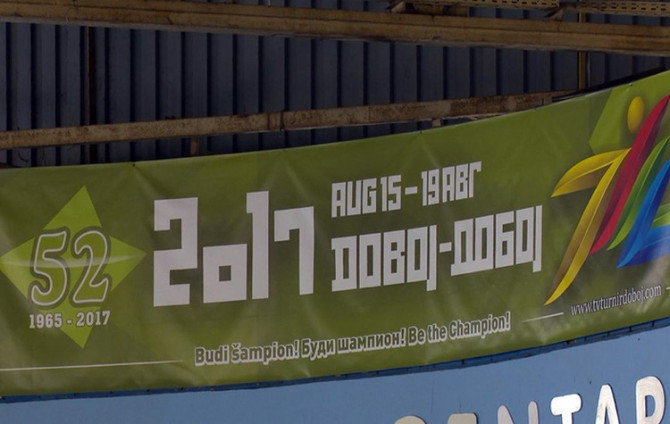 52
1965 - 2017
2017
AUG 15 - 19 АВГ
DOBOJ-ДОБОЈ
www.tvturnirdoboj.com
Budi šampion! Буди шампион! Be the Champion!